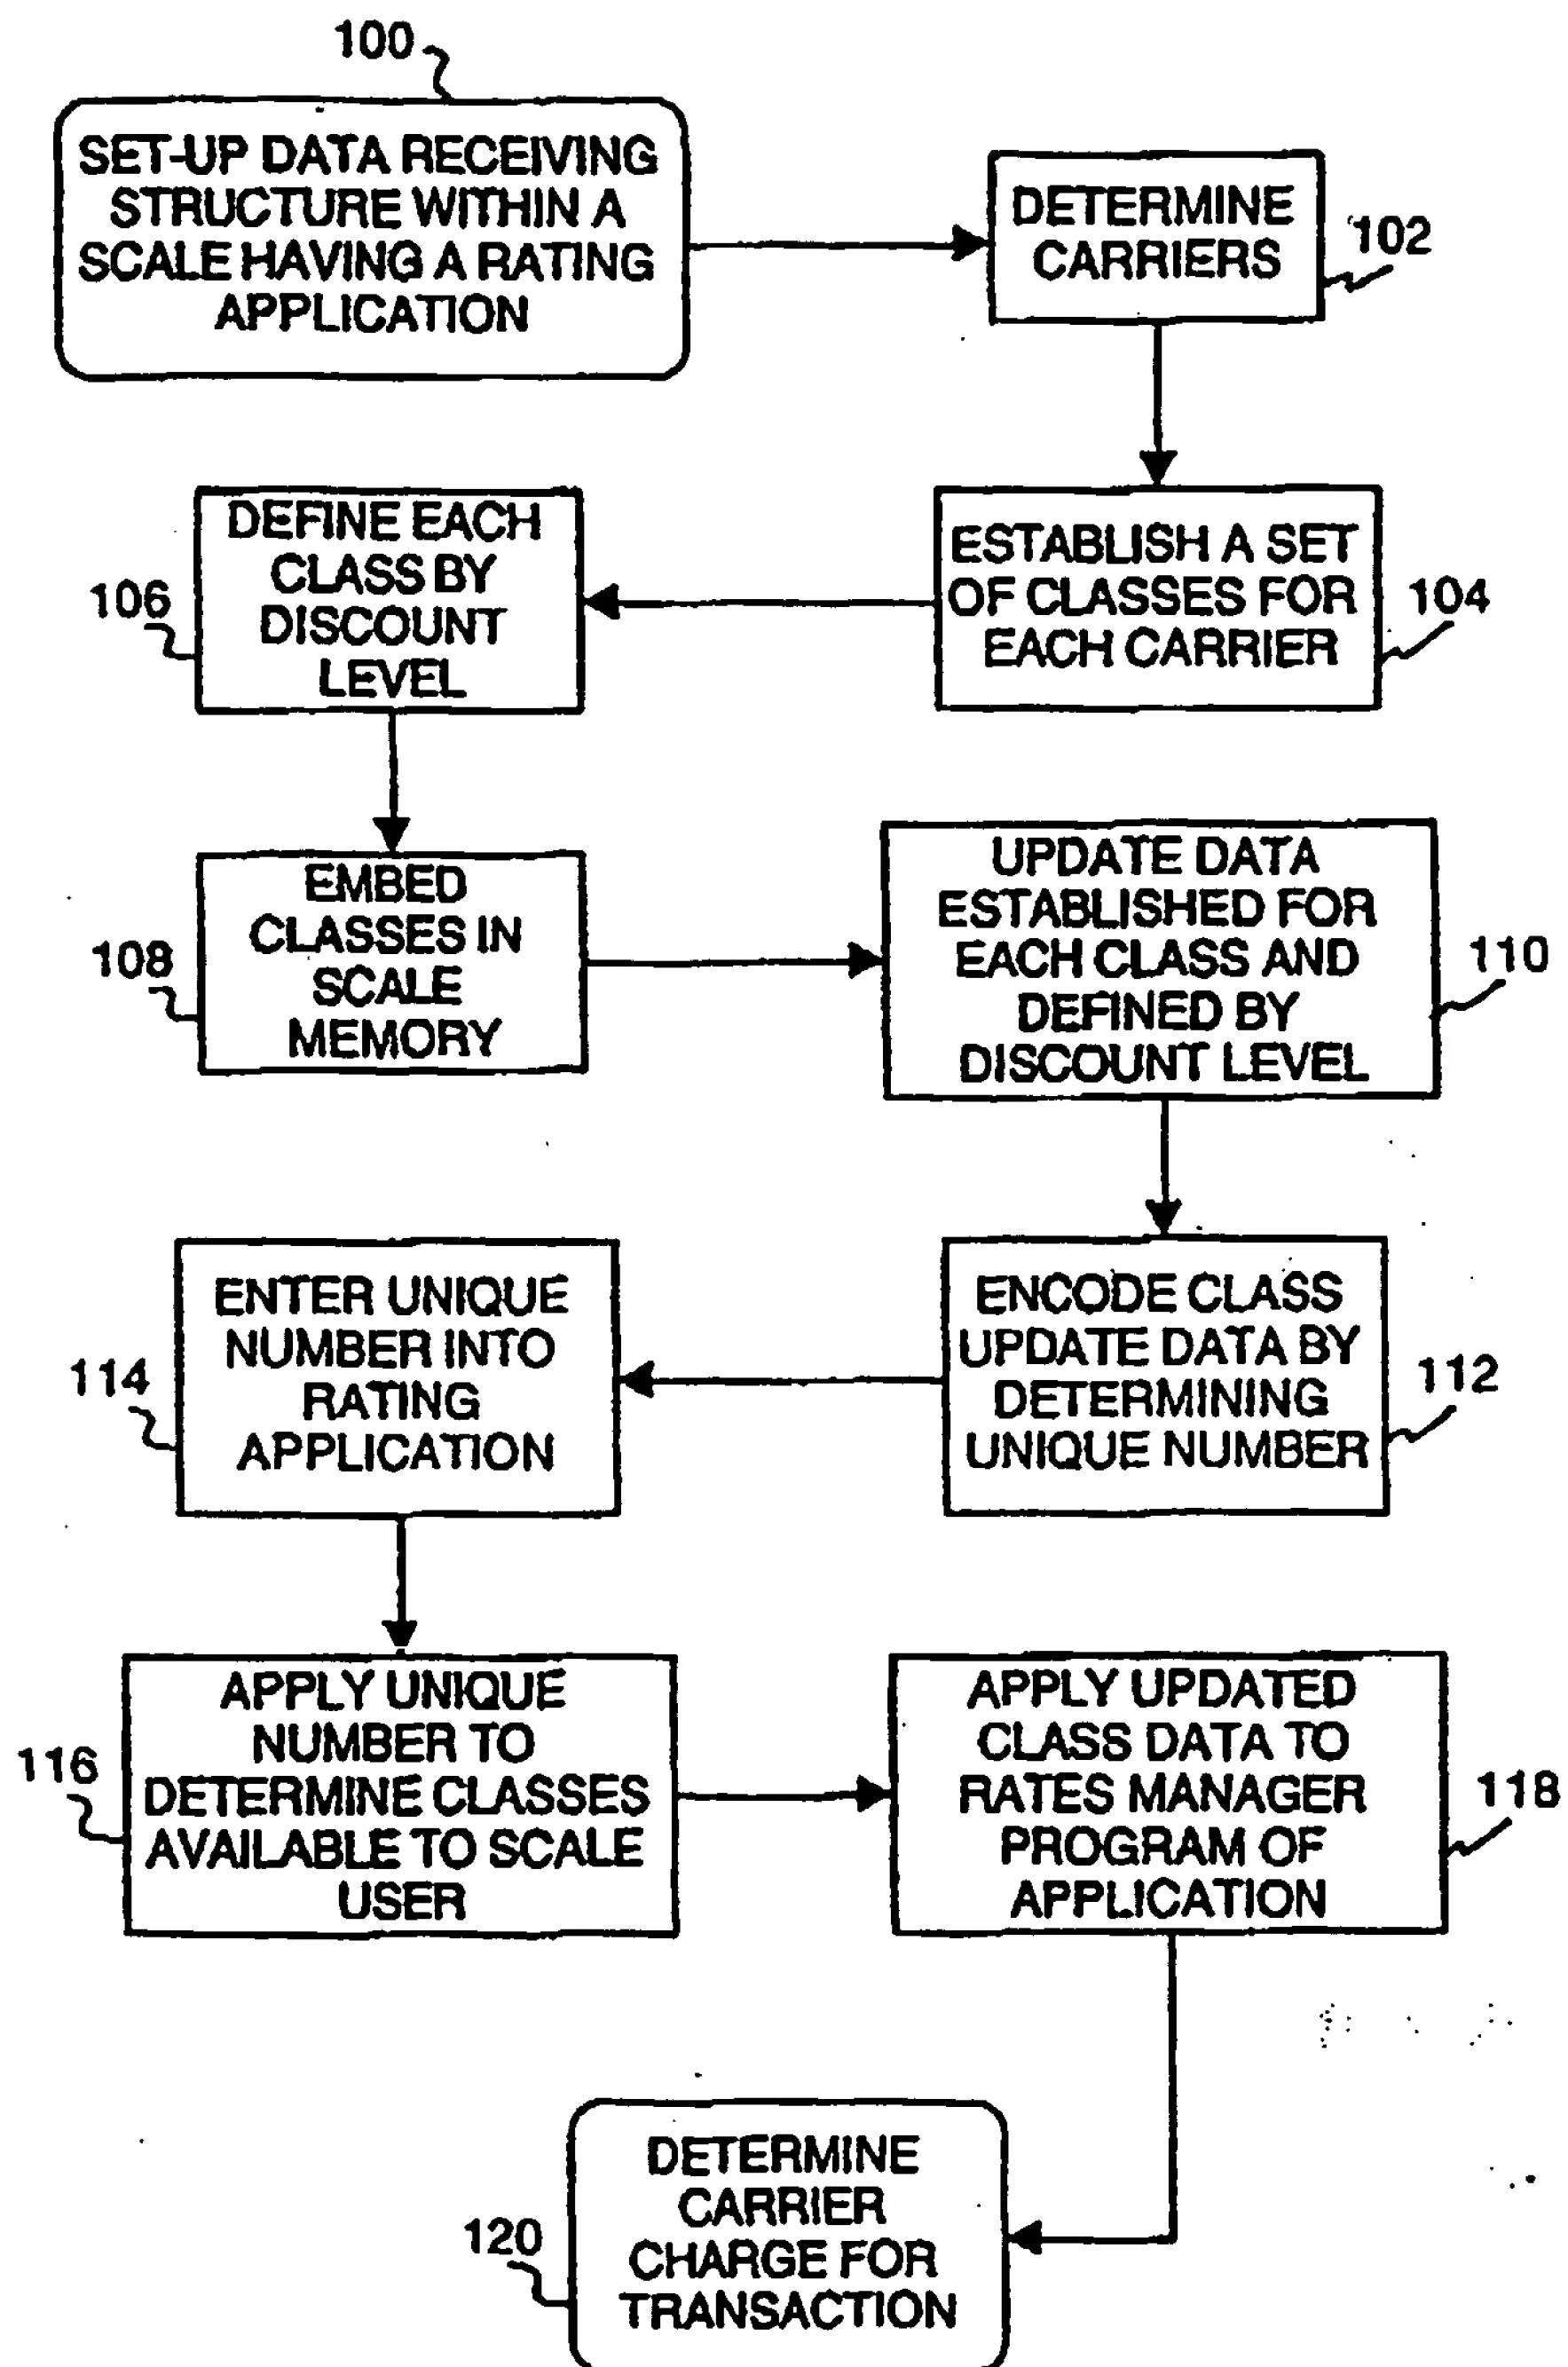 100
SET-UP DATA RECEIVING
STRUCTURE WITHIN A
SCALE HAVING A RATING
APPLICATION
DETERMINE
CARRIERS
102
ESTABLISH A SET
OF CLASSES FOR
EACH CARRIER
104
DEFINE EACH
CLASS BY
DISCOUNT
LEVEL
106
EMBED
CLASSES IN
SCALE
MEMORY
108
UPDATE DATA
ESTABLISHED FOR
EACH CLASS AND
DEFINED BY
DISCOUNT LEVEL
110
ENCODE CLASS
UPDATE DATA BY
DETERMINING
UNIQUE NUMBER
112
ENTER UNIQUE
NUMBER INTO
RATING
APPLICATION
114
APPLY UNIQUE
NUMBER TO
DETERMINE CLASSES
AVAILABLE TO SCALE
USER
116
APPLY UPDATED
CLASS DATA TO
RATES MANAGER
PROGRAM OF
APPLICATION
118
DETERMINE
CARRIER
CHARGE FOR
TRANSACTION
120